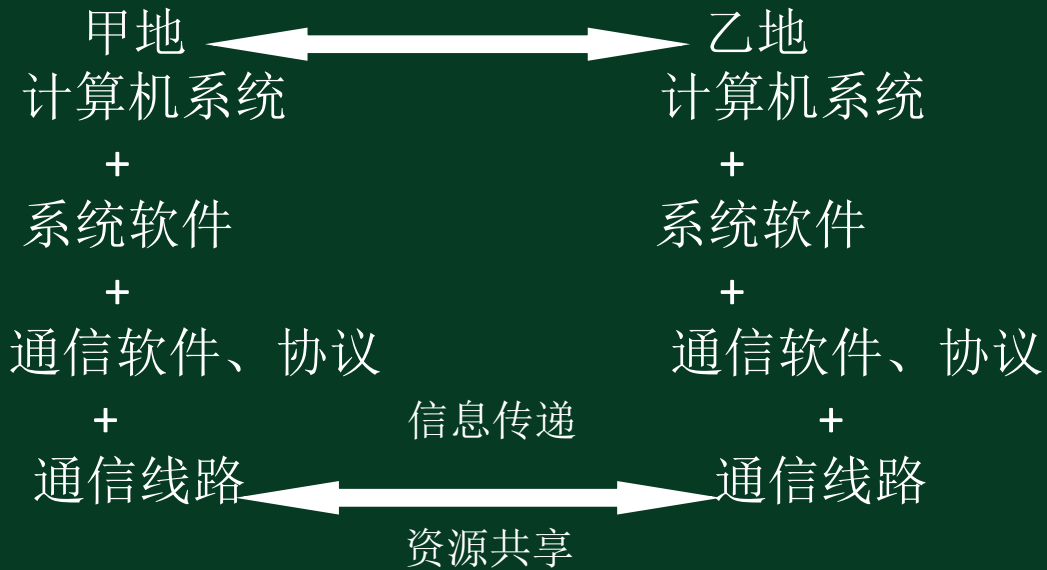 甲地 乙地
计算机系统 计算机系统
+ +
系统软件 系统软件
+ +
通信软件、协议 通信软件、协议
+ 信息传递 +
通信线路 通信线路
资源共享